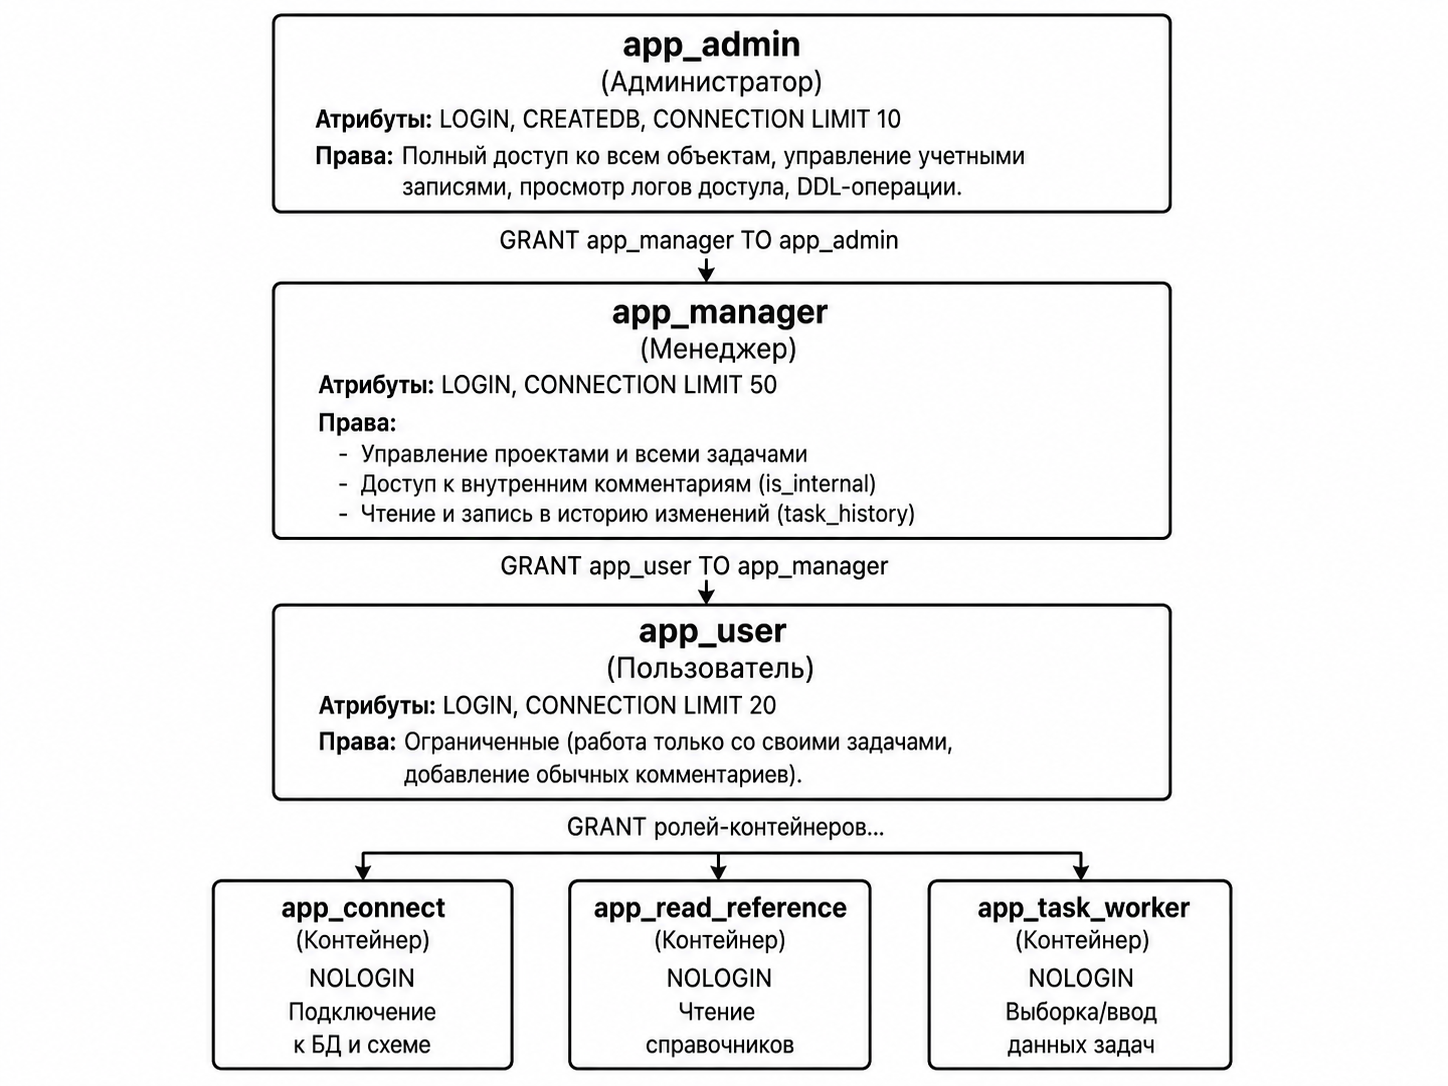 app_admin
(Администратор)
Атрибуты: LOGIN, CREATEDB, CONNECTION LIMIT 10
Права: Полный доступ ко всем объектам, управление учетными
записями, просмотр логов достула, DDL-операции.
GRANT app_manager TO app_admin
app_manager
(Менеджер)
Атрибуты: LOGIN, CONNECTION LIMIT 50
Права:
- Управление проектами и всеми задачами
- Доступ к внутренним комментариям (is_internal)
- Чтение и запись в историю изменений (task_history)
GRANT app_user TO app_manager
app_user
(Пользователь)
Атрибуты: LOGIN, CONNECTION LIMIT 20
Права: Ограниченные (работа только со своими задачами,
добавление обычных комментариев).
GRANT ролей-контейнеров...
app_connect
(Контейнер)
NOLOGIN
Подключение
к БД и схеме
app_read_reference
(Контейнер)
NOLOGIN
Чтение
справочников
app_task_worker
(Контейнер)
NOLOGIN
Выборка/ввод
данных задач